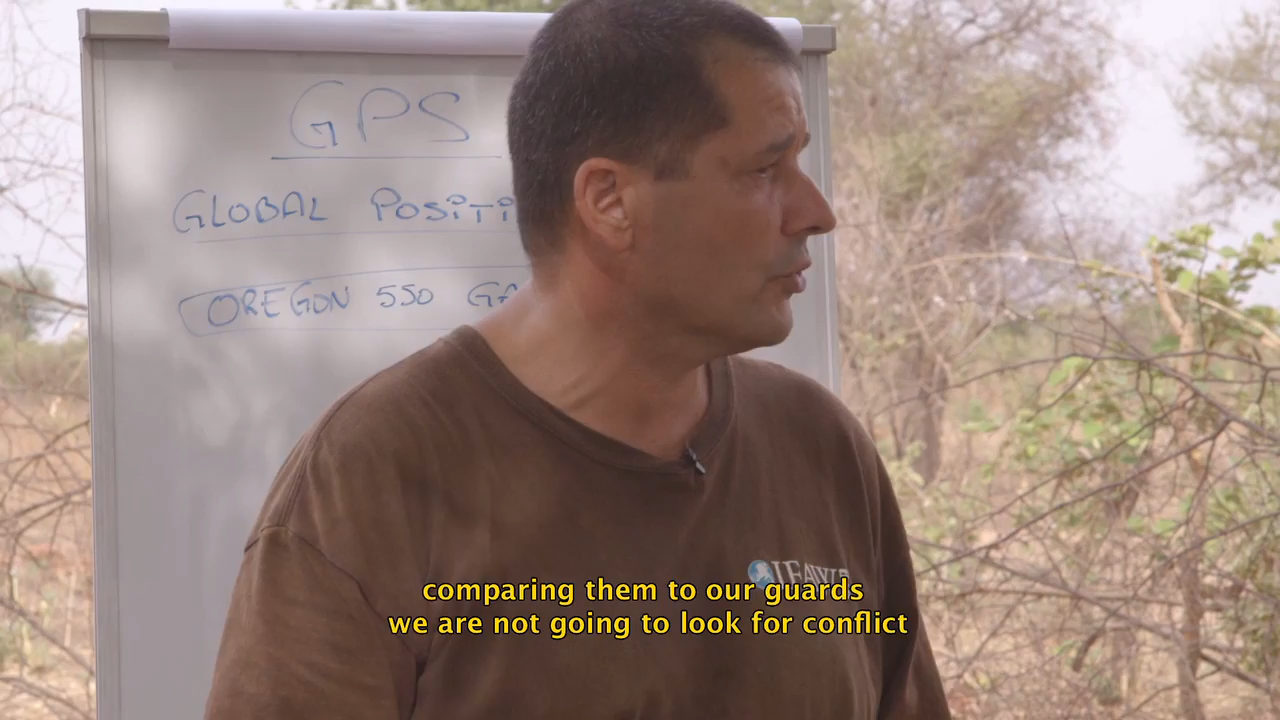 GPS
GLOBAL POSITI
OREGON 550 GA
IFAW
comparing them to our guards
we are not going to look for conflict